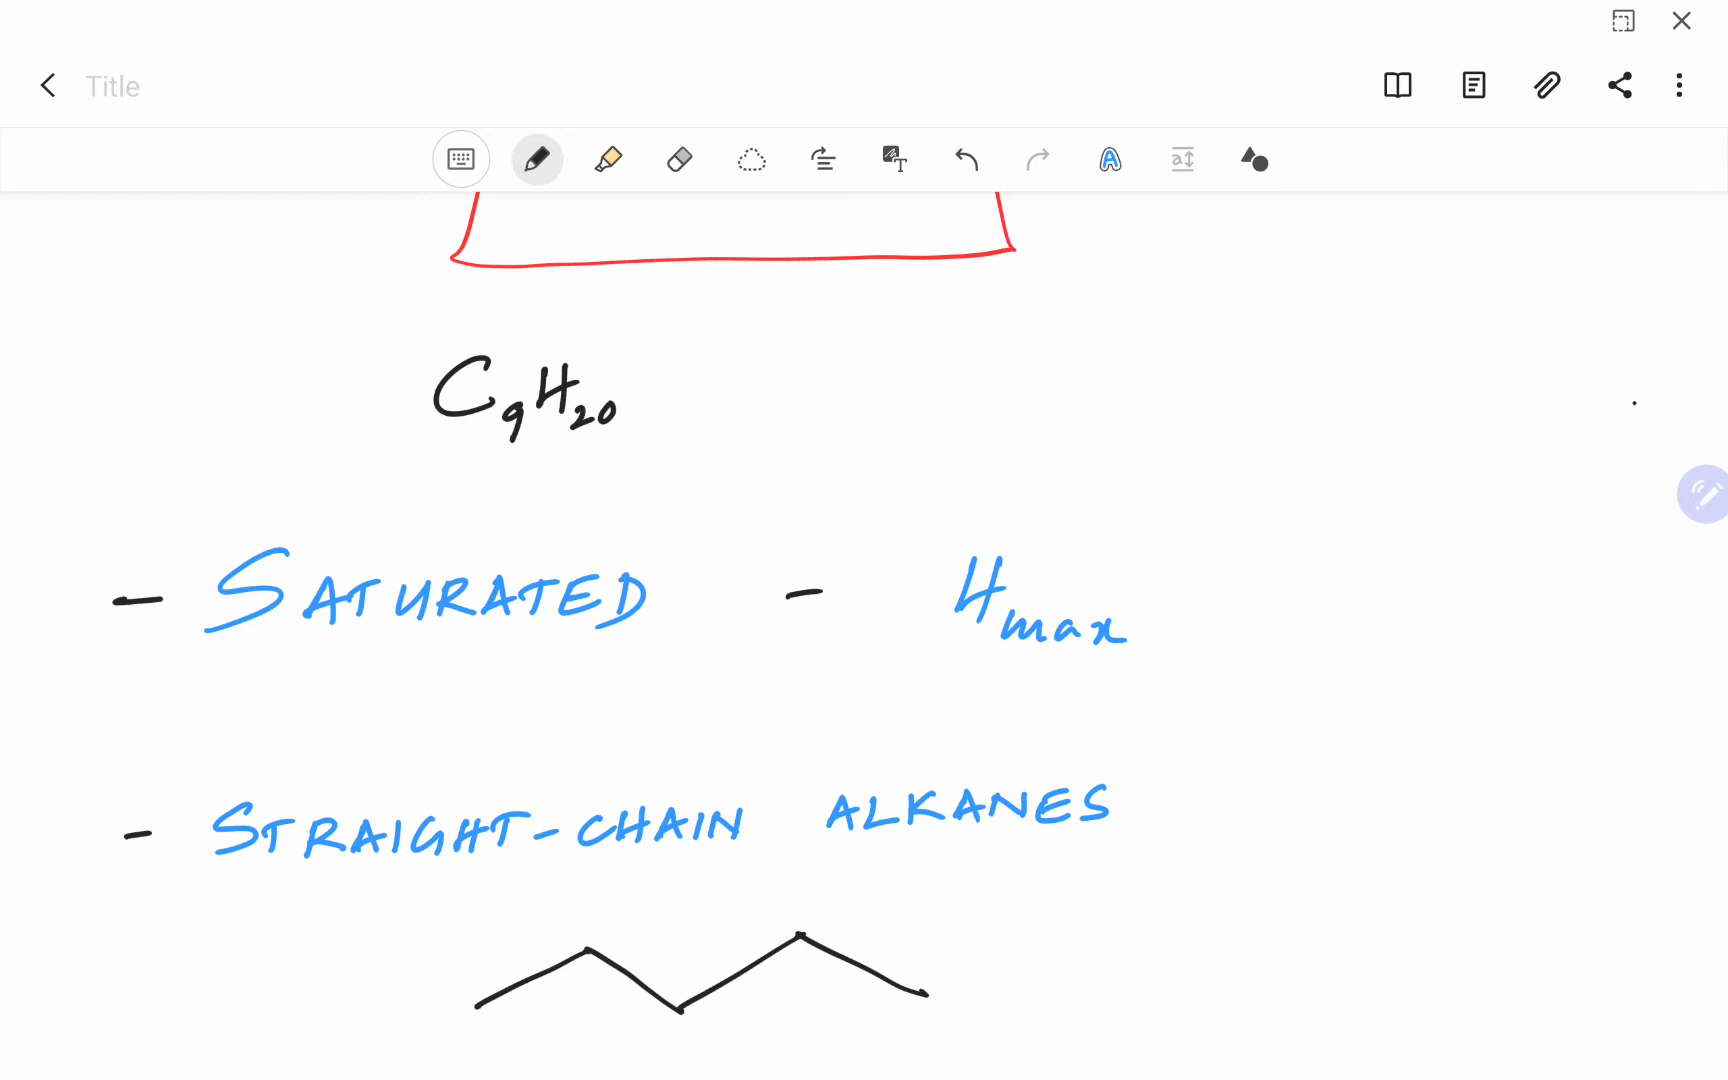 Title
C₉H₂₀
- SATURATED - Hmax
- STRAIGHT-CHAIN ALKANES